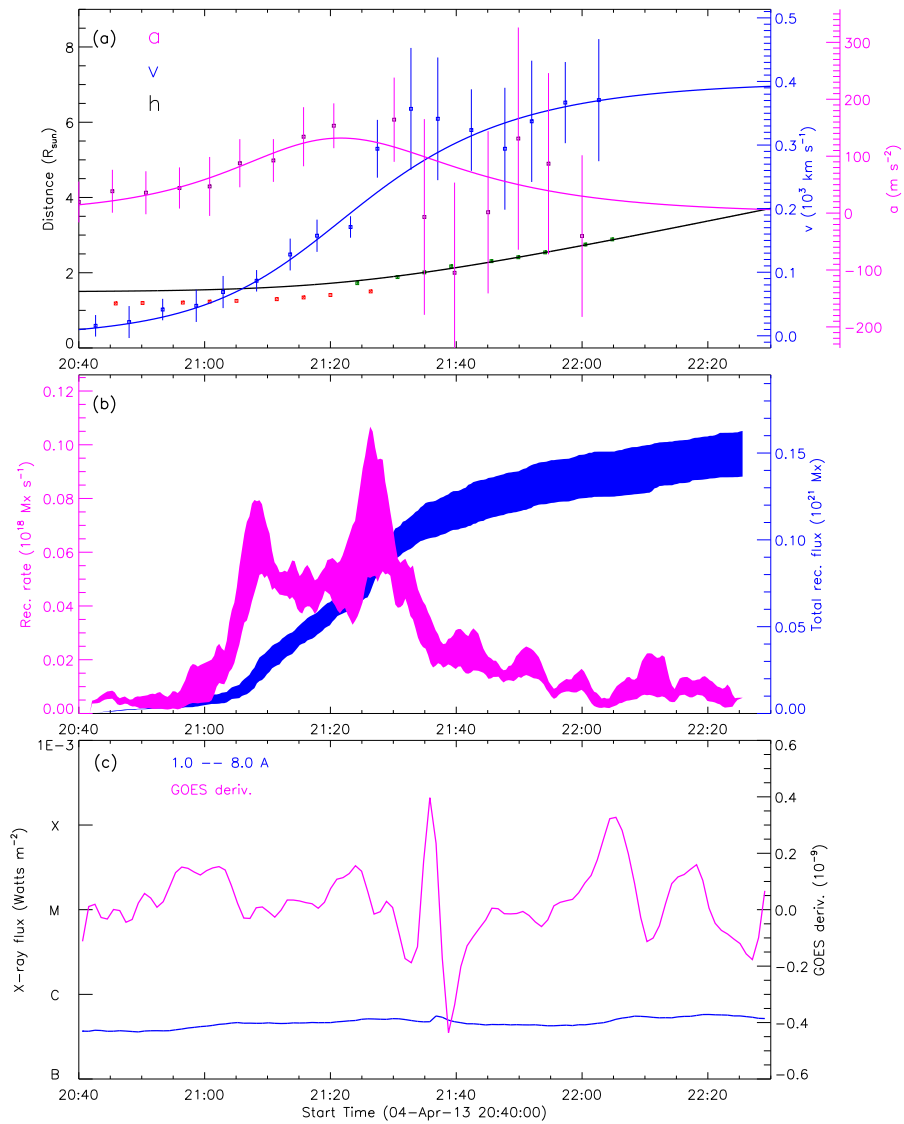 (a)
a
v
h
8
6
4
2
0
Distance (Rsun)
0.5
0.4
0.3
0.2
0.1
0.0
v (10³ km s⁻¹)
300
200
100
0
−100
−200
a (m s⁻²)
20:40 21:00 21:20 21:40 22:00 22:20
(b)
0.12
0.10
0.08
0.06
0.04
0.02
0.00
Rec. rate (10¹⁸ Mx s⁻¹)
0.15
0.10
0.05
0.00
Total rec. flux (10²¹ Mx)
20:40 21:00 21:20 21:40 22:00 22:20
(c)
1.0 −− 8.0 A
GOES deriv.
1E−3
X
M
C
B
X−ray flux (Watts m⁻²)
0.6
0.4
0.2
0.0
−0.2
−0.4
−0.6
GOES deriv. (10⁻⁹)
20:40 21:00 21:20 21:40 22:00 22:20
Start Time (04−Apr−13 20:40:00)